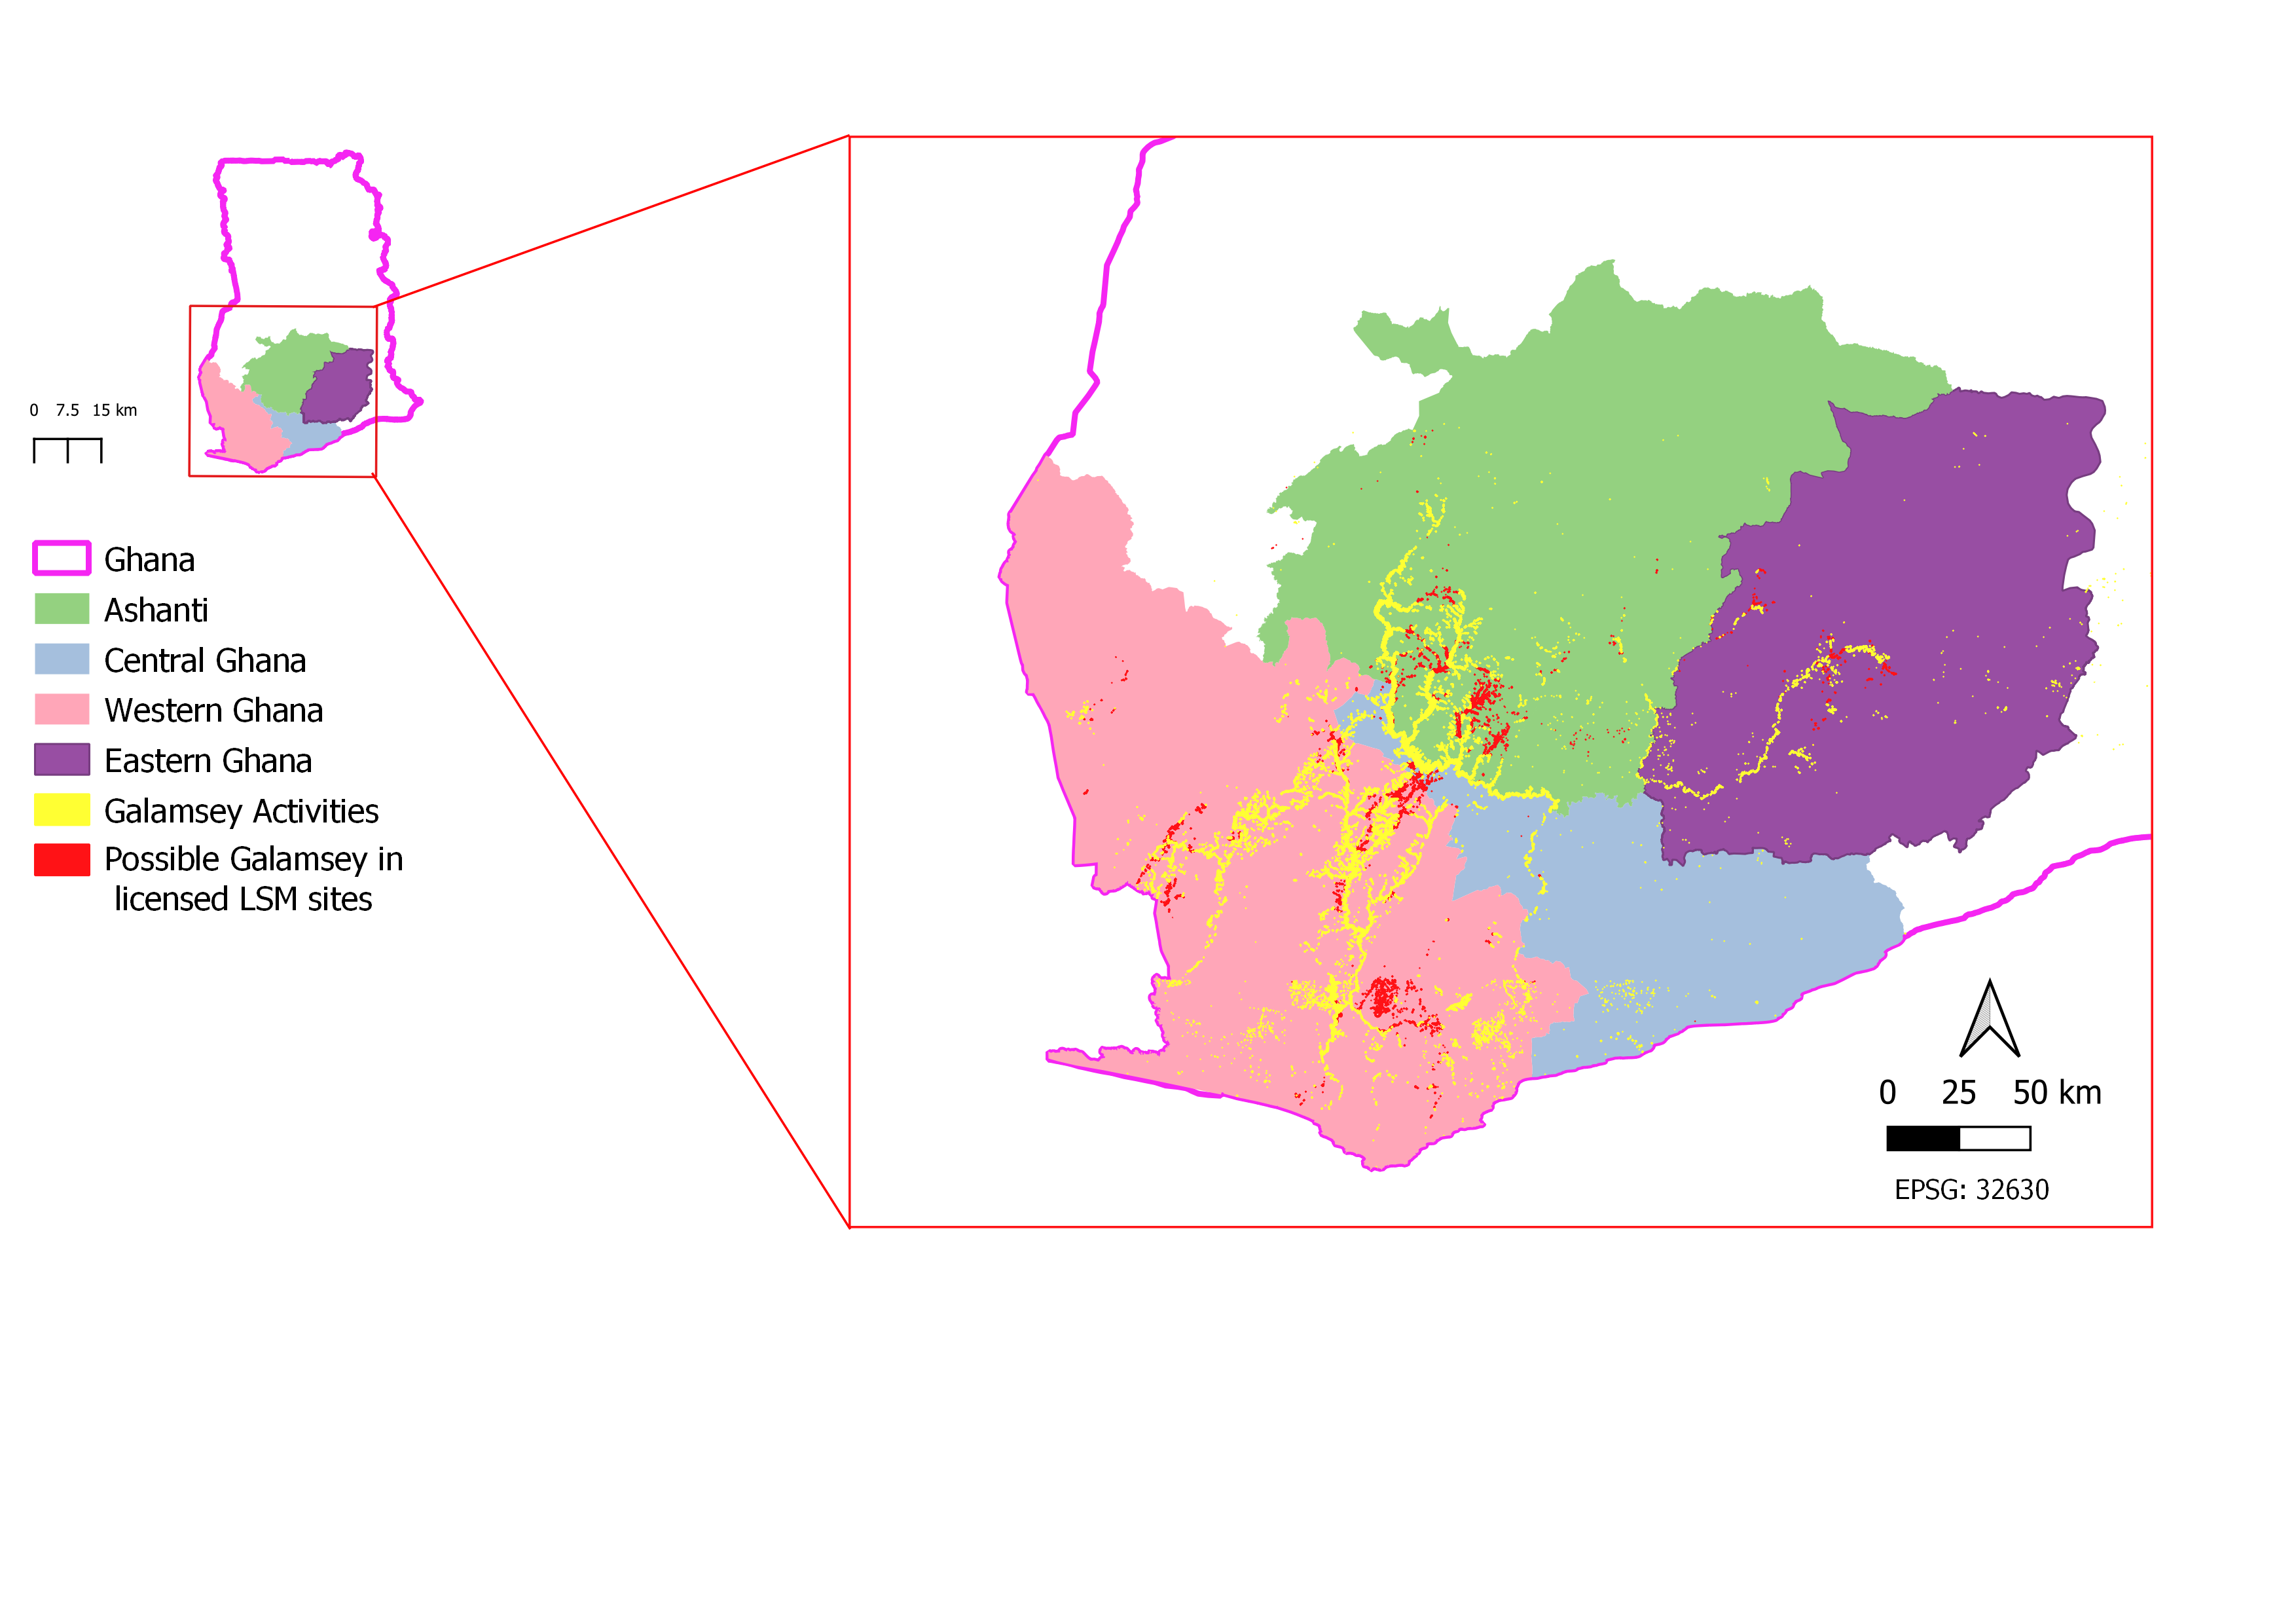 0 7.5 15 km
Ghana
Ashanti
Central Ghana
Western Ghana
Eastern Ghana
Galamsey Activities
Possible Galamsey in
licensed LSM sites
0 25 50 km
EPSG: 32630